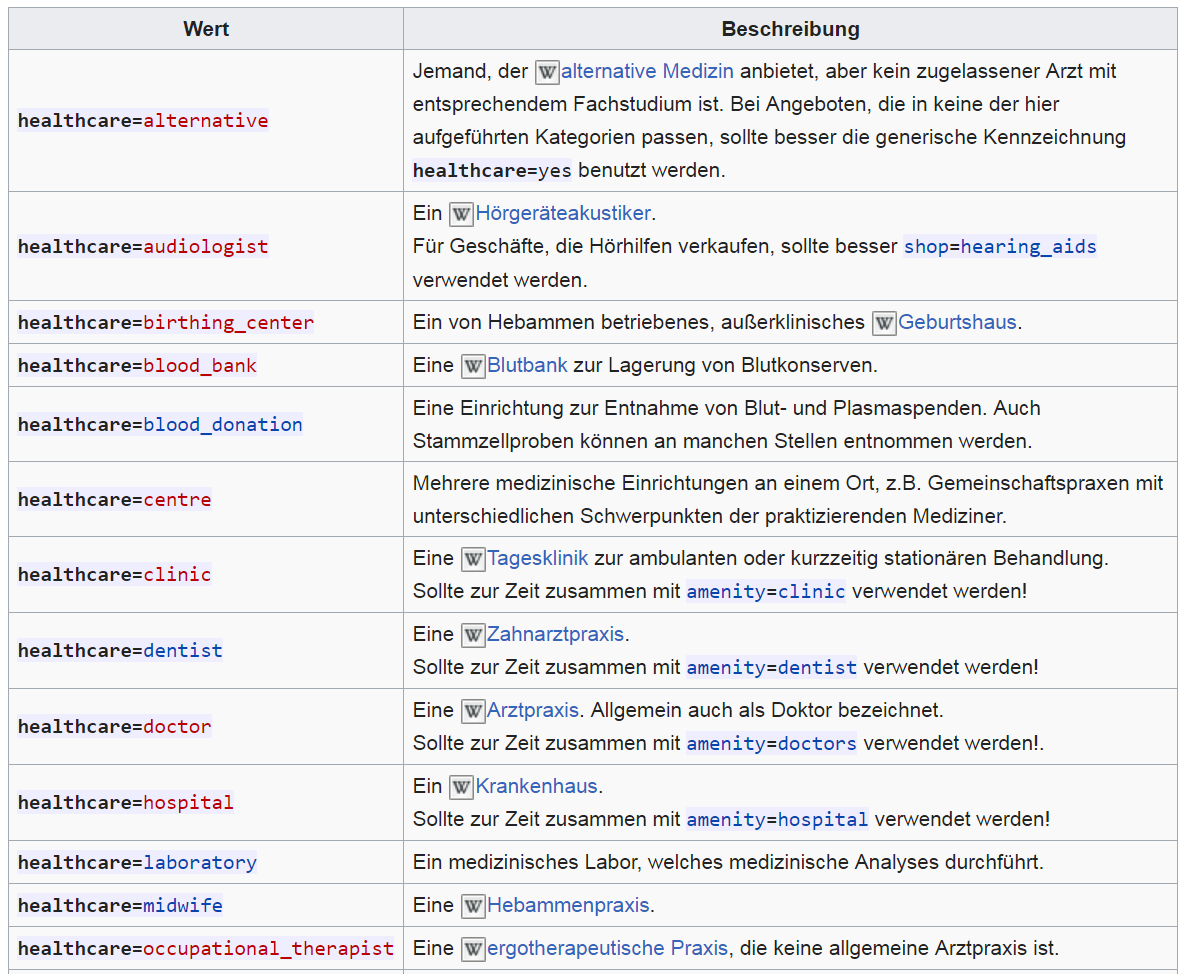 Wert
Beschreibung
healthcare=alternative
Jemand, der W alternative Medizin anbietet, aber kein zugelassener Arzt mit
entsprechendem Fachstudium ist. Bei Angeboten, die in keine der hier
aufgeführten Kategorien passen, sollte besser die generische Kennzeichnung
healthcare=yes benutzt werden.
healthcare=audiologist
Ein W Hörgeräteakustiker.
Für Geschäfte, die Hörhilfen verkaufen, sollte besser shop=hearing_aids
verwendet werden.
healthcare=birthing_center
Ein von Hebammen betriebenes, außerklinisches W Geburtshaus.
healthcare=blood_bank
Eine W Blutbank zur Lagerung von Blutkonserven.
healthcare=blood_donation
Eine Einrichtung zur Entnahme von Blut- und Plasmaspenden. Auch
Stammzellproben können an manchen Stellen entnommen werden.
healthcare=centre
Mehrere medizinische Einrichtungen an einem Ort, z.B. Gemeinschaftspraxen mit
unterschiedlichen Schwerpunkten der praktizierenden Mediziner.
healthcare=clinic
Eine W Tagesklinik zur ambulanten oder kurzzeitig stationären Behandlung.
Sollte zur Zeit zusammen mit amenity=clinic verwendet werden!
healthcare=dentist
Eine W Zahnarztpraxis.
Sollte zur Zeit zusammen mit amenity=dentist verwendet werden!
healthcare=doctor
Eine W Arztpraxis. Allgemein auch als Doktor bezeichnet.
Sollte zur Zeit zusammen mit amenity=doctors verwendet werden!.
healthcare=hospital
Ein W Krankenhaus.
Sollte zur Zeit zusammen mit amenity=hospital verwendet werden!
healthcare=laboratory
Ein medizinisches Labor, welches medizinische Analyses durchführt.
healthcare=midwife
Eine W Hebammenpraxis.
healthcare=occupational_therapist
Eine W ergotherapeutische Praxis, die keine allgemeine Arztpraxis ist.